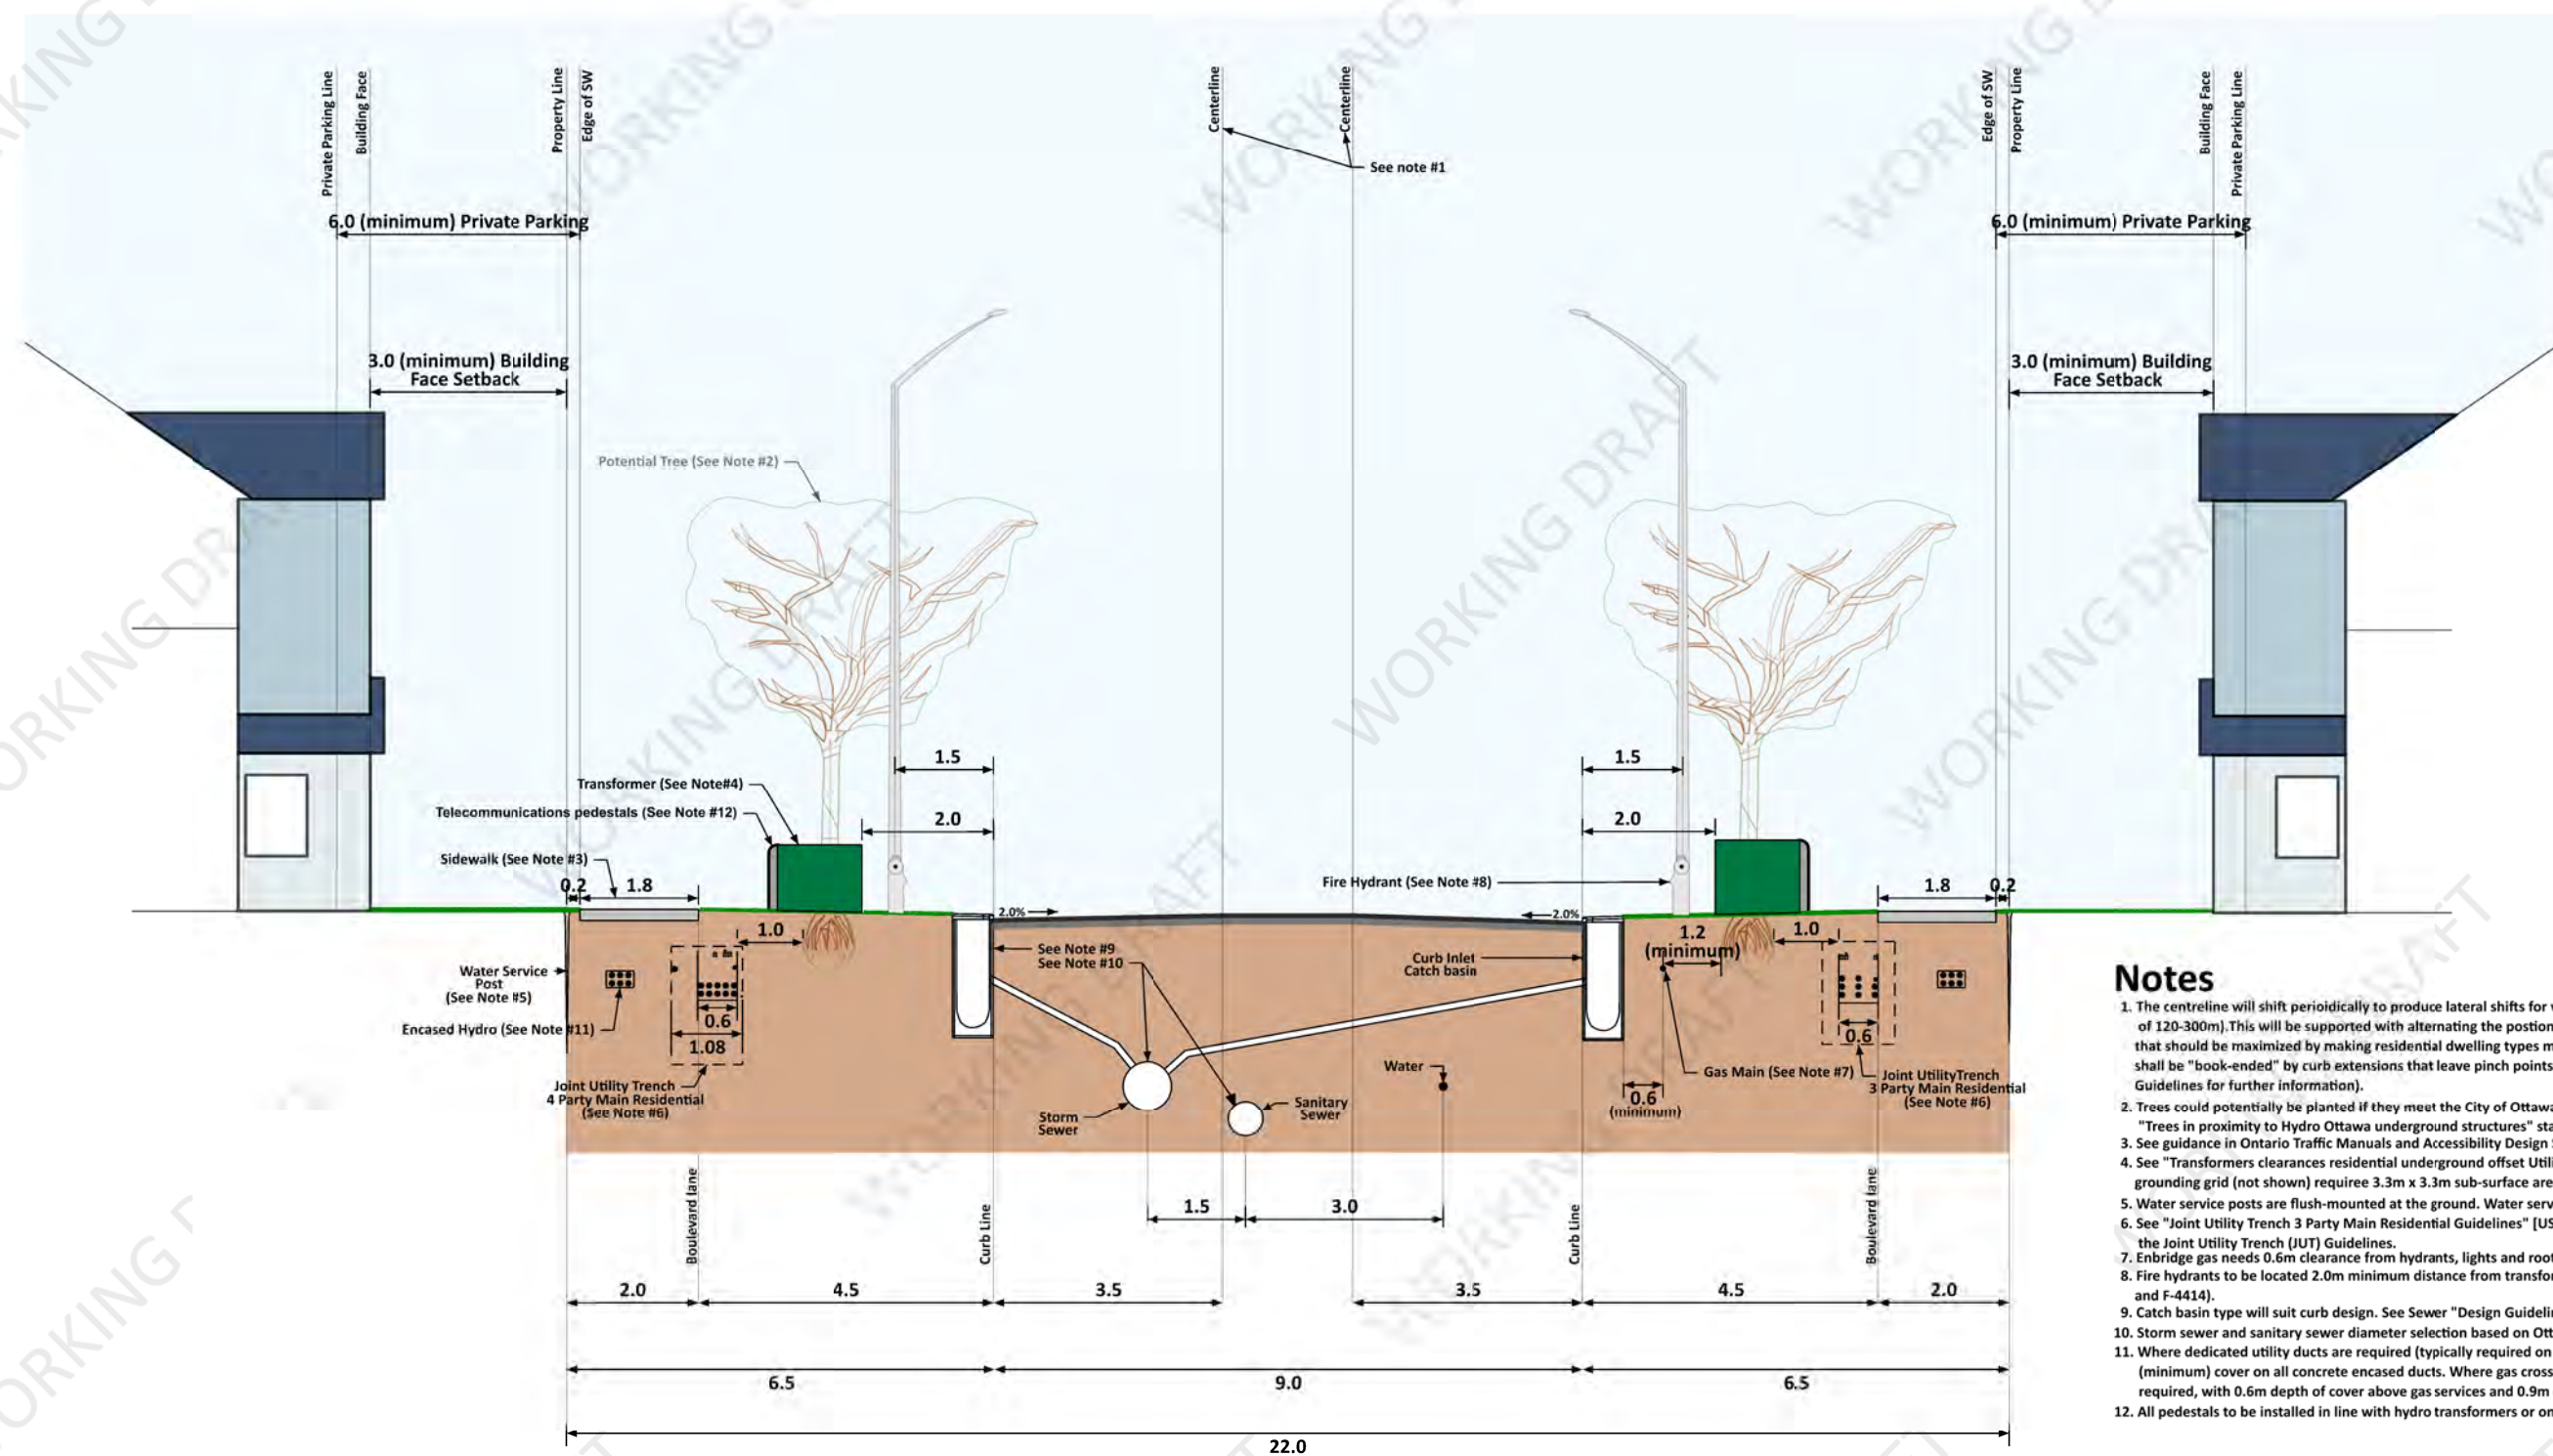 Private Parking Line
Building Face
Property Line
Edge of SW
Centerline
Centerline
Edge of SW
Property Line
Building Face
Private Parking Line
See note #1
6.0 (minimum) Private Parking
6.0 (minimum) Private Parking
3.0 (minimum) Building
Face Setback
3.0 (minimum) Building
Face Setback
Potential Tree (See Note #2)
1.5
1.5
Transformer (See Note#4)
Telecommunications pedestals (See Note #12)
2.0
2.0
Sidewalk (See Note #3)
Fire Hydrant (See Note #8)
0.2
1.8
1.8
0.2
2.0%
2.0%
1.0
1.2
(minimum)
1.0
See Note #9
See Note #10
Curb Inlet
Catch basin
Water Service
Post
(See Note #5)
Encased Hydro (See Note #11)
0.6
1.08
0.6
Joint Utility Trench
4 Party Main Residential
(See Note #6)
Storm
Sewer
Sanitary
Sewer
Water
Gas Main (See Note #7)
0.6
(minimum)
Joint UtilityTrench
3 Party Main Residential
(See Note #6)
Boulevard lane
Curb Line
1.5
3.0
Curb Line
Boulevard lane
2.0
4.5
3.5
3.5
4.5
2.0
6.5
9.0
6.5
22.0
Notes
1. The centreline will shift perioidically to produce lateral shifts for
of 120-300m).This will be supported with alternating the postion
that should be maximized by making residential dwelling types
shall be "book-ended" by curb extensions that leave pinch points
Guidelines for further information).
2. Trees could potentially be planted if they meet the City of Ottawa
"Trees in proximity to Hydro Ottawa underground structures"
3. See guidance in Ontario Traffic Manuals and Accessibility Design
4. See "Transformers clearances residential underground offset
grounding grid (not shown) requiree 3.3m x 3.3m sub-surface
5. Water service posts are flush-mounted at the ground. Water
6. See "Joint Utility Trench 3 Party Main Residential Guidelines"
the Joint Utility Trench (JUT) Guidelines.
7. Enbridge gas needs 0.6m clearance from hydrants, lights and
8. Fire hydrants to be located 2.0m minimum distance from
and F-4414).
9. Catch basin type will suit curb design. See Sewer "Design
10. Storm sewer and sanitary sewer diameter selection based on
11. Where dedicated utility ducts are required (typically required on
(minimum) cover on all concrete encased ducts. Where gas
required, with 0.6m depth of cover above gas services and 0.9m
12. All pedestals to be installed in line with hydro transformers or
WORKING DRAFT
WORKING DRAFT
WORKING DRAFT
WORKING DRAFT
WORKING DRAFT